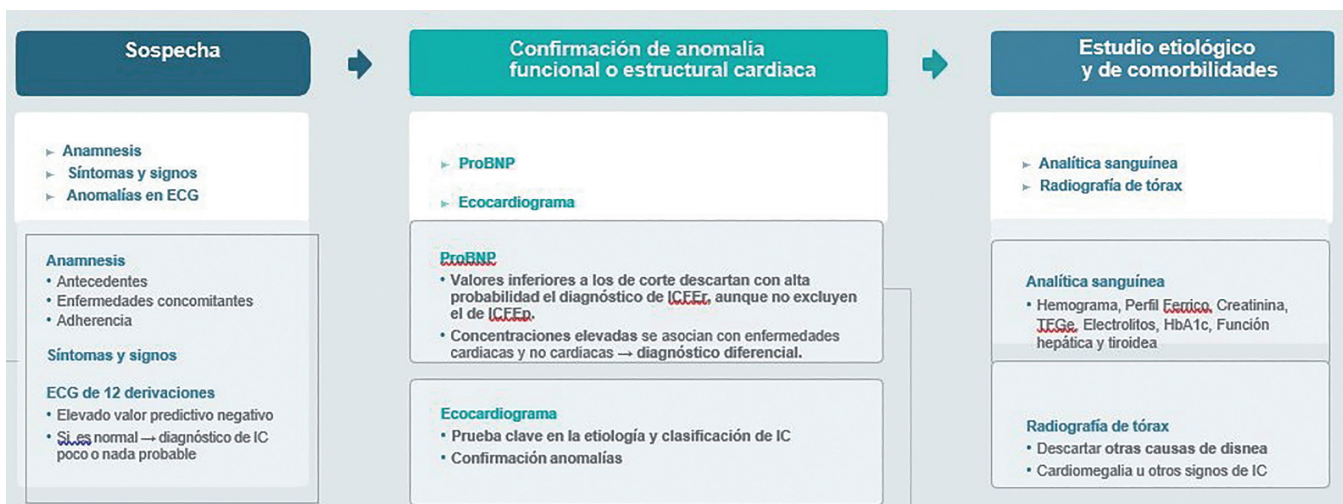 Sospecha
Confirmación de anomalia
funcional o estructural cardiaca
Estudio etiológico
y de comorbilidades
Anamnesis
Síntomas y signos
Anomalías en ECG
ProBNP
Ecocardiograma
Analítica sanguínea
Radiografía de tórax
Anamnesis
• Antecedentes
• Enfermedades concomitantes
• Adherencia
Síntomas y signos
ECG de 12 derivaciones
• Elevado valor predictivo negativo
• Si es normal → diagnóstico de IC
poco o nada probable
ProBNP
• Valores inferiores a los de corte descartan con alta
probabilidad el diagnóstico de ICFEr, aunque no excluyen
el de ICFEp.
• Concentraciones elevadas se asocian con enfermedades
cardiacas y no cardiacas → diagnóstico diferencial.
Ecocardiograma
• Prueba clave en la etiología y clasificación de IC
• Confirmación anomalías
Analítica sanguínea
• Hemograma, Perfil Ferrico, Creatinina,
TFGe, Electrolitos, HbA1c, Función
hepática y tiroidea
Radiografía de tórax
• Descartar otras causas de disnea
• Cardiomegalia u otros signos de IC